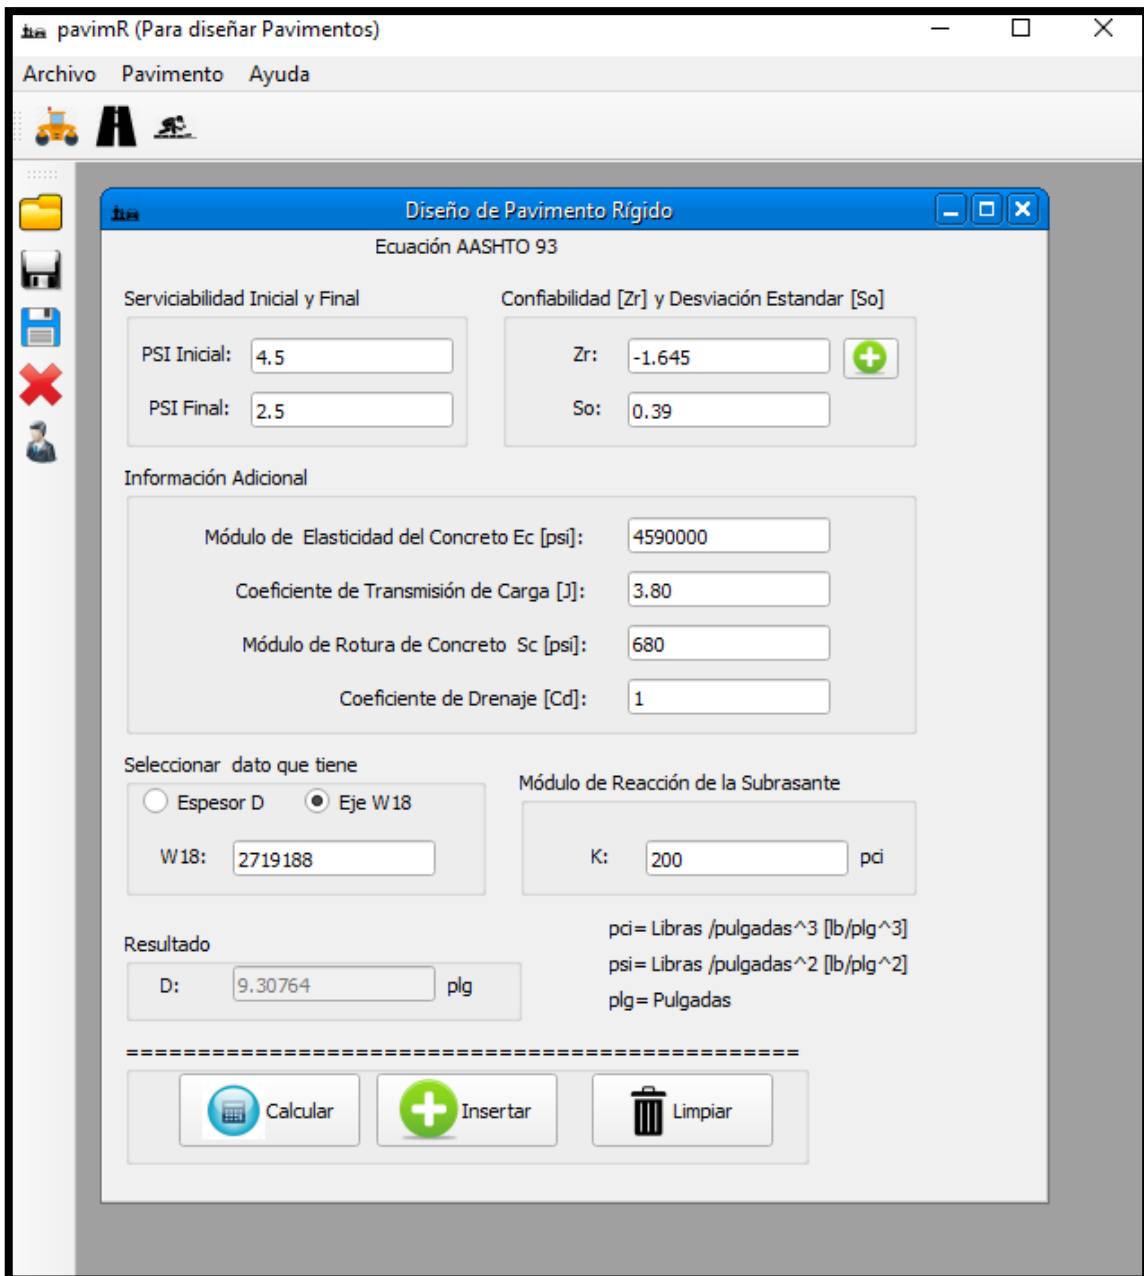 pavimR (Para diseñar Pavimentos)
Archivo Pavimento Ayuda
Diseño de Pavimento Rígido
Ecuación AASHTO 93
Serviciabilidad Inicial y Final
PSI Inicial: 4.5
PSI Final: 2.5
Confiabilidad [Zr] y Desviación Estandar [So]
Zr: -1.645
So: 0.39
Información Adicional
Módulo de Elasticidad del Concreto Ec [psi]: 4590000
Coeficiente de Transmisión de Carga [J]: 3.80
Módulo de Rotura de Concreto Sc [psi]: 680
Coeficiente de Drenaje [Cd]: 1
Seleccionar dato que tiene
Espesor D Eje W18
W18: 2719188
Módulo de Reacción de la Subrasante
K: 200 pci
Resultado
D: 9.30764 plg
pci= Libras /pulgadas^3 [lb/plg^3]
psi= Libras /pulgadas^2 [lb/plg^2]
plg= Pulgadas
================================================
Calcular Insertar Limpiar